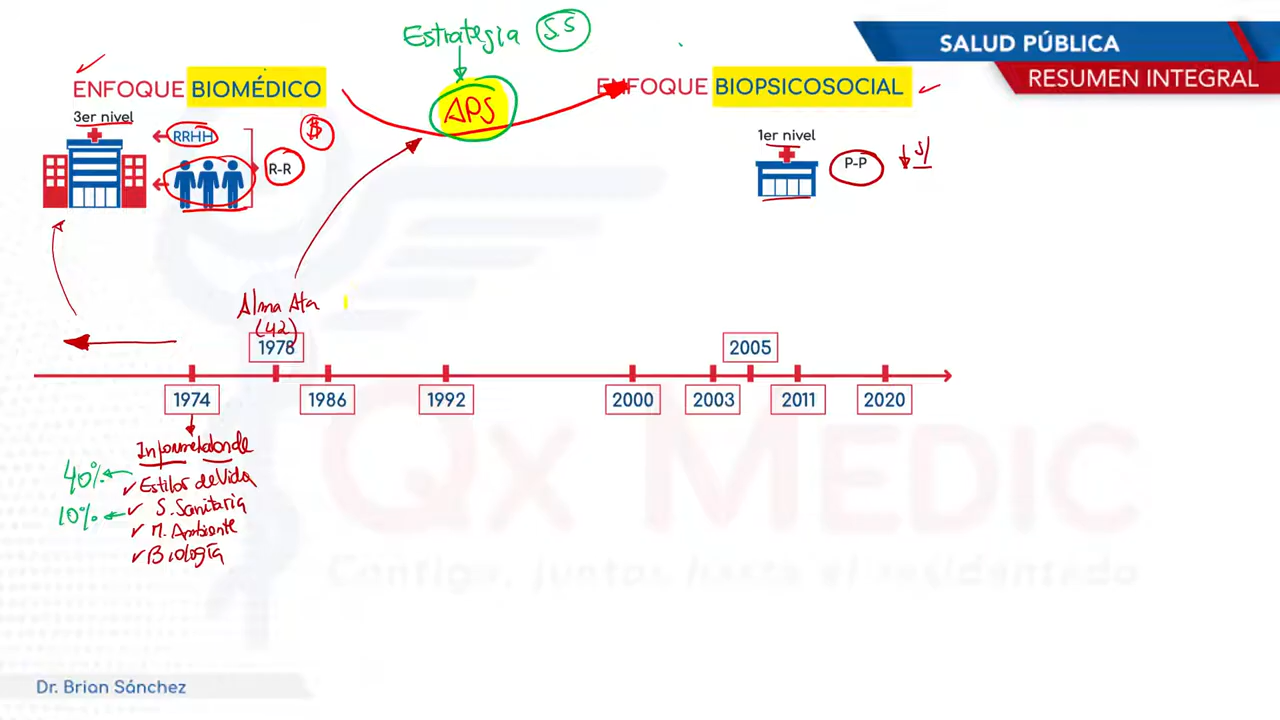 Estrategia S.S
SALUD PÚBLICA
RESUMEN INTEGRAL
ENFOQUE BIOMÉDICO
APS
ENFOQUE BIOPSICOSOCIAL
3er nivel
RRHH
$
R-R
1er nivel
P-P
S/
Alma Ata
(42)
1978
2005
1974
1986
1992
2000
2003
2011
2020
Informe Lalonde
40%
Estilos de Vida
10%
S. Sanitaria
M. Ambiente
Biología
QX MEDIC
Contigo, juntos hasta el residentado
Dr. Brian Sánchez